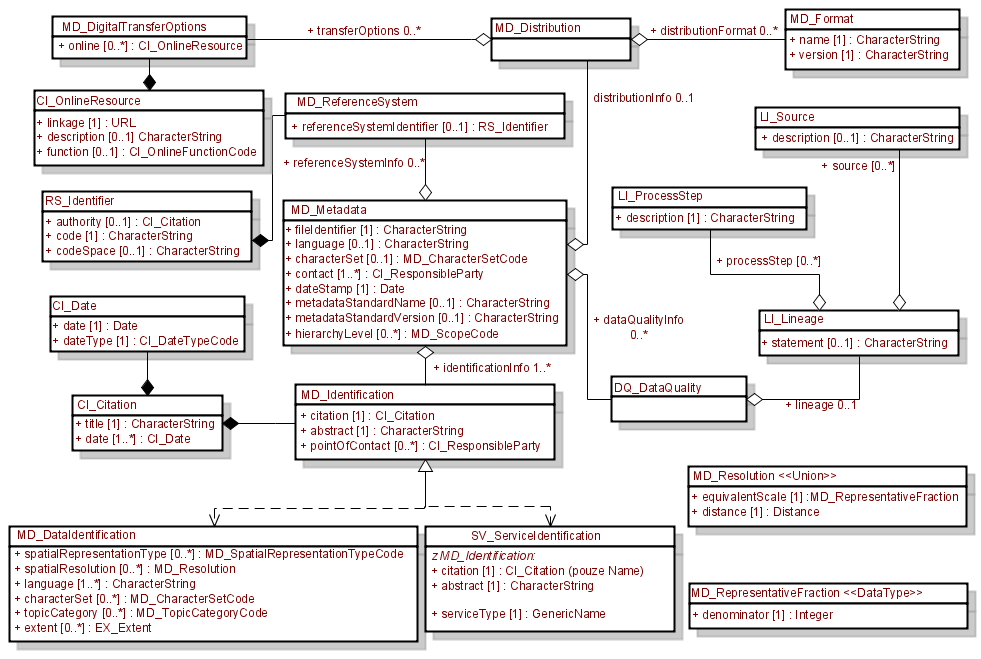 MD_DigitalTransferOptions
+ online [0..*] : CI_OnlineResource
+ transferOptions 0..*
MD_Distribution
+ distributionFormat 0..*
MD_Format
+ name [1] : CharacterString
+ version [1] : CharacterString
CI_OnlineResource
+ linkage [1] : URL
+ description [0..1] CharacterString
+ function [0..1] : CI_OnlineFunctionCode
MD_ReferenceSystem
+ referenceSystemIdentifier [0..1] : RS_Identifier
+ referenceSystemInfo 0..*
distributionInfo 0..1
LI_Source
+ description [0..1] : CharacterString
+ source [0..*]
RS_Identifier
+ authority [0..1] : CI_Citation
+ code [1] : CharacterString
+ codeSpace [0..1] : CharacterString
MD_Metadata
+ fileIdentifier [1] : CharacterString
+ language [0..1] : CharacterString
+ characterSet [0..1] : MD_CharacterSetCode
+ contact [1..*] : CI_ResponsibleParty
+ dateStamp [1] : Date
+ metadataStandardName [0..1] : CharacterString
+ metadataStandardVersion [0..1] : CharacterString
+ hierarchyLevel [0..*] : MD_ScopeCode
LI_ProcessStep
+ description [1] : CharacterString
+ processStep [0..*]
CI_Date
+ date [1] : Date
+ dateType [1] : CI_DateTypeCode
+ dataQualityInfo
0..*
LI_Lineage
+ statement [0..1] : CharacterString
+ identificationInfo 1..*
CI_Citation
+ title [1] : CharacterString
+ date [1..*] : CI_Date
MD_Identification
+ citation [1] : CI_Citation
+ abstract [1] : CharacterString
+ pointOfContact [0..*] : CI_ResponsibleParty
DQ_DataQuality
+ lineage 0..1
MD_Resolution <<Union>>
+ equivalentScale [1] :MD_RepresentativeFraction
+ distance [1] : Distance
MD_DataIdentification
+ spatialRepresentationType [0..*] : MD_SpatialRepresentationTypeCode
+ spatialResolution [0..*] : MD_Resolution
+ language [1..*] : CharacterString
+ characterSet [0..*] : MD_CharacterSetCode
+ topicCategory [0..*] : MD_TopicCategoryCode
+ extent [0..*] : EX_Extent
SV_ServiceIdentification
z MD_Identification:
+ citation [1] : CI_Citation (pouze Name)
+ abstract [1] : CharacterString
+ serviceType [1] : GenericName
MD_RepresentativeFraction <<DataType>>
+ denominator [1] : Integer